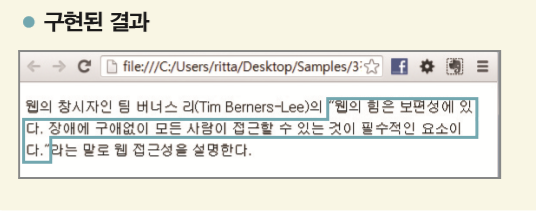 구현된 결과
file:///C:/Users/ritta/Desktop/Samples/3
웹의 창시자인 팀 버너스 리(Tim Berners-Lee)의 “웹의 힘은 보편성에 있
다. 장애에 구애없이 모든 사람이 접근할 수 있는 것이 필수적인 요소이
다.”라는 말로 웹 접근성을 설명한다.